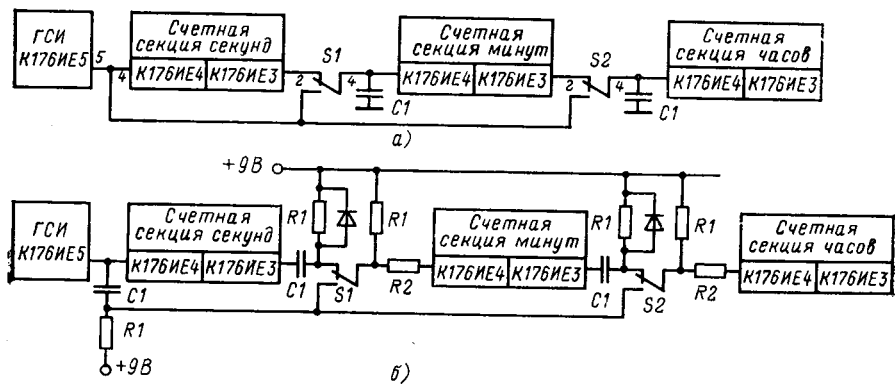 ГСИ
К176ИЕ5
5
4
Счетная
секция секунд
К176ИЕ4 К176ИЕ3
2
S1
4
C1
Счетная
секция минут
К176ИЕ4 К176ИЕ3
2
S2
4
C1
Счетная
секция часов
К176ИЕ4 К176ИЕ3
а)
+9В
ГСИ
К176ИЕ5
C1
R1
+9В
Счетная
секция секунд
К176ИЕ4 К176ИЕ3
C1
R1
S1
R1
R2
Счетная
секция минут
К176ИЕ4 К176ИЕ3
C1
R1
S2
R1
R2
Счетная
секция часов
К176ИЕ4 К176ИЕ3
б)